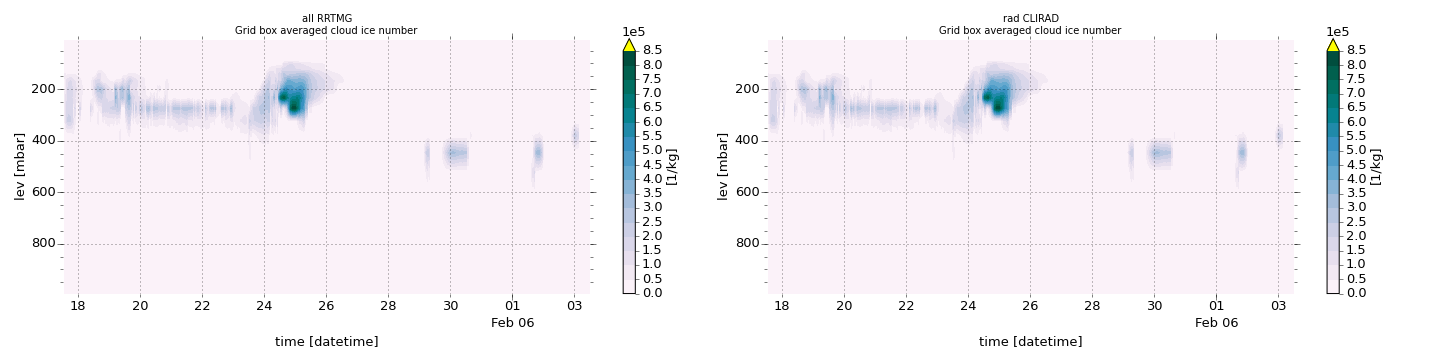 all RRTMG
Grid box averaged cloud ice number
1e5
8.5
8.0
7.5
7.0
6.5
6.0
5.5
5.0
4.5
4.0
3.5
3.0
2.5
2.0
1.5
1.0
0.5
0.0
[1/kg]
lev [mbar]
200
400
600
800
18 20 22 24 26 28 30 01 03
Feb 06
time [datetime]
rad CLIRAD
Grid box averaged cloud ice number
1e5
8.5
8.0
7.5
7.0
6.5
6.0
5.5
5.0
4.5
4.0
3.5
3.0
2.5
2.0
1.5
1.0
0.5
0.0
[1/kg]
lev [mbar]
200
400
600
800
18 20 22 24 26 28 30 01 03
Feb 06
time [datetime]